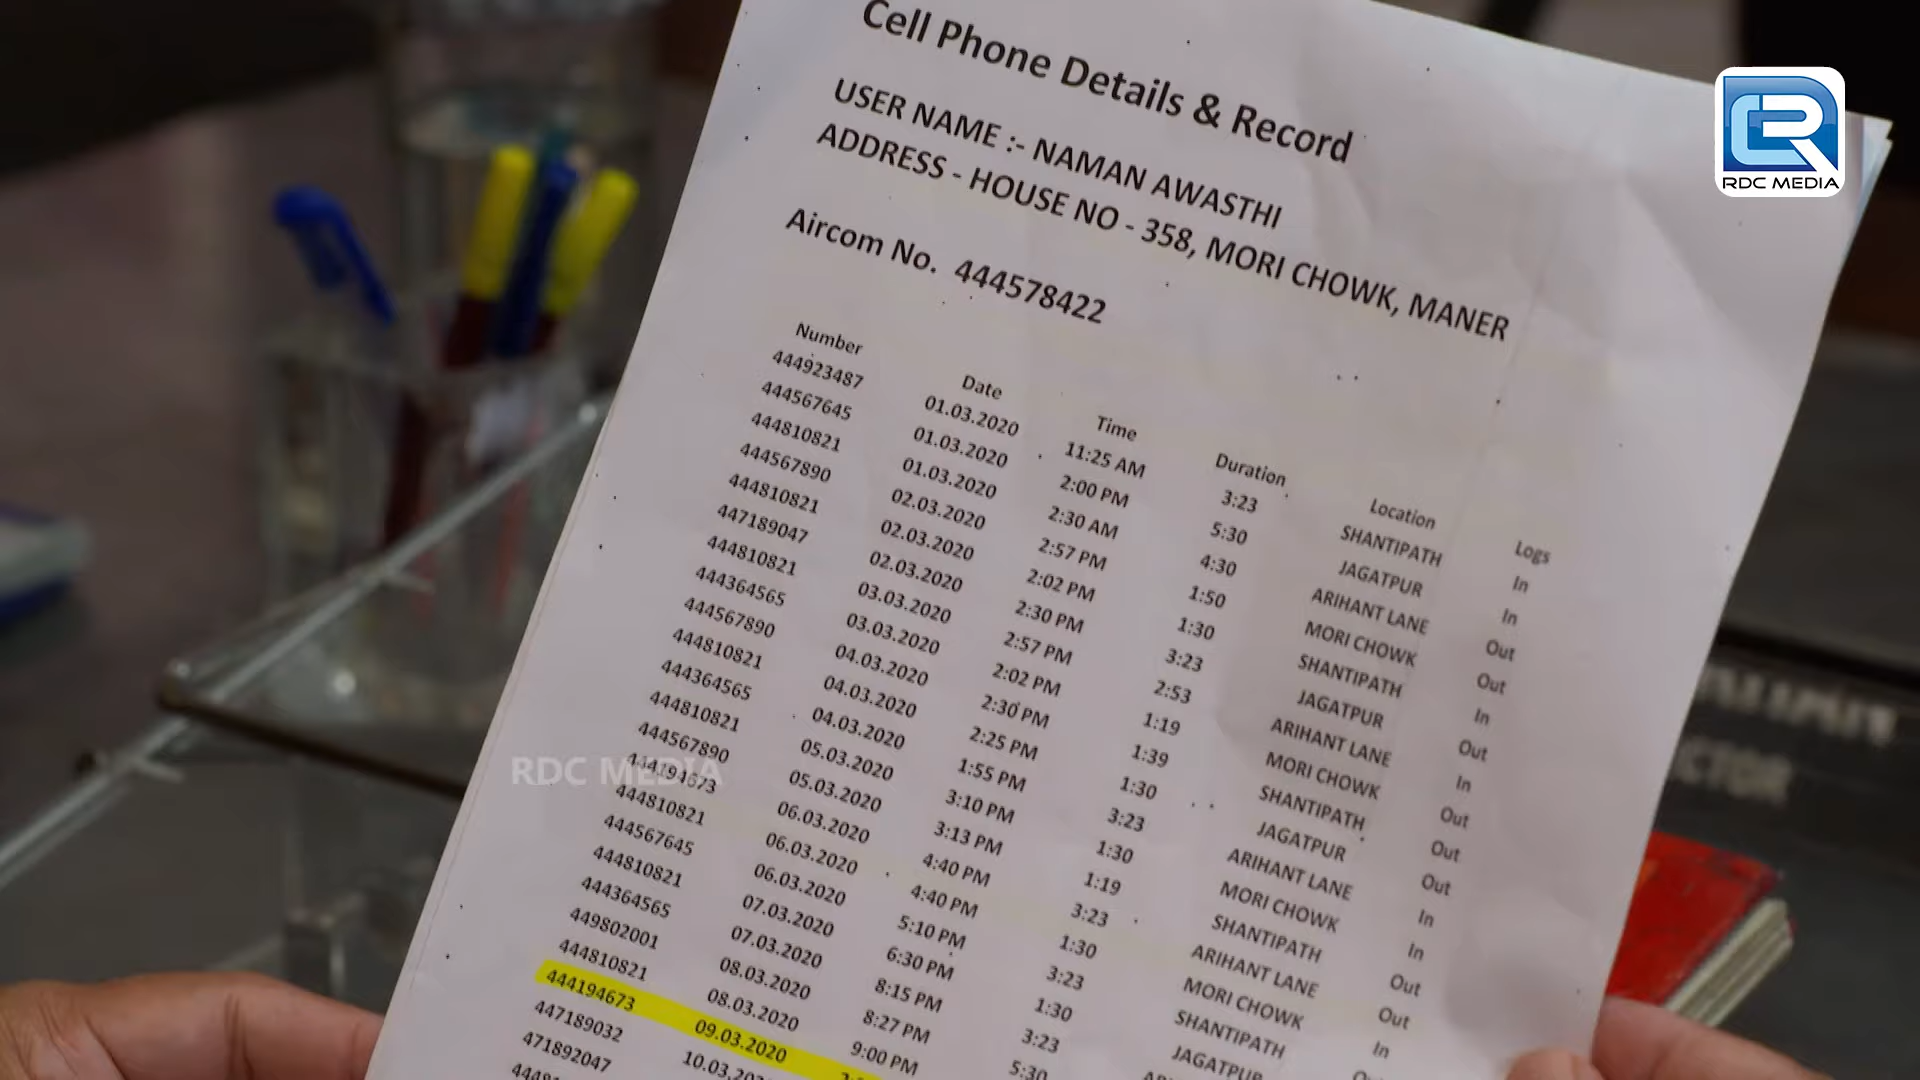 Cell Phone Details & Record
USER NAME :- NAMAN AWASTHI
ADDRESS - HOUSE NO - 358, MORI CHOWK, MANER
Aircom No. 444578422
Number Date Time Duration Location Logs
444923487 01.03.2020 11:25 AM 3:23 SHANTIPATH In
444567645 01.03.2020 2:00 PM 5:30 JAGATPUR In
444810821 01.03.2020 2:30 AM 4:30 ARIHANT LANE Out
444567890 02.03.2020 2:57 PM 1:50 MORI CHOWK Out
444810821 02.03.2020 2:02 PM 1:30 SHANTIPATH In
447189047 02.03.2020 2:30 PM 3:23 JAGATPUR Out
444810821 03.03.2020 2:57 PM 2:53 ARIHANT LANE In
444364565 03.03.2020 2:02 PM 1:19 MORI CHOWK Out
444567890 04.03.2020 2:30 PM 1:39 SHANTIPATH Out
444810821 04.03.2020 2:25 PM 1:30 JAGATPUR Out
444364565 04.03.2020 1:55 PM 3:23 ARIHANT LANE In
444810821 05.03.2020 3:10 PM 1:30 MORI CHOWK In
444567890 05.03.2020 3:13 PM 1:19 SHANTIPATH Out
444194673 06.03.2020 4:40 PM 3:23 ARIHANT LANE Out
444810821 06.03.2020 4:40 PM 1:30 MORI CHOWK In
444567645 06.03.2020 5:10 PM 3:23 SHANTIPATH
444810821 07.03.2020 6:30 PM 1:30 JAGATPUR
444364565 07.03.2020 8:15 PM 3:23
449802001 08.03.2020 8:27 PM 5:30
444810821 08.03.2020 9:00 PM
444194673 09.03.2020
447189032
471892047
RDC MEDIA
RDC MEDIA